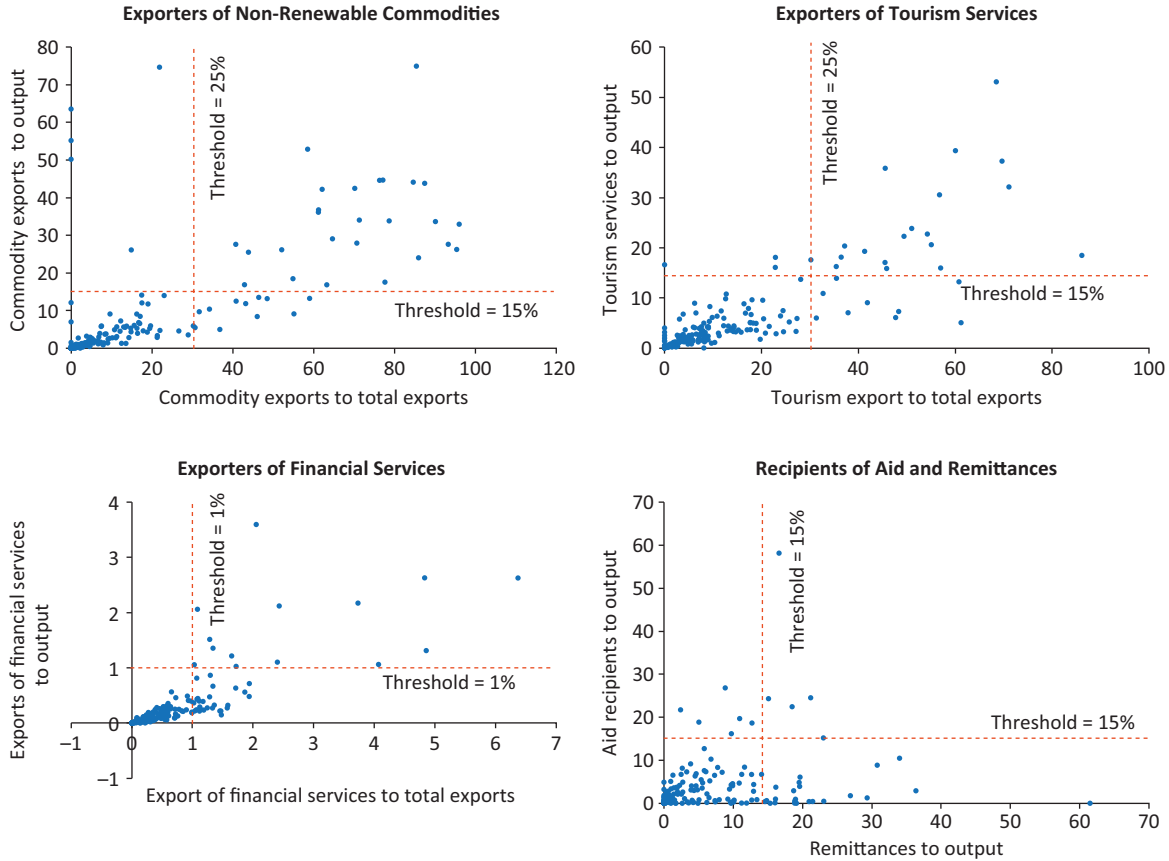 Exporters of Non-Renewable Commodities
Commodity exports to output
80
70
60
50
40
30
20
10
0
Threshold = 25%
Threshold = 15%
0 20 40 60 80 100 120
Commodity exports to total exports
Exporters of Tourism Services
Tourism services to output
60
50
40
30
20
10
0
Threshold = 25%
Threshold = 15%
0 20 40 60 80 100
Tourism export to total exports
Exporters of Financial Services
Exports of financial services
to output
4
3
2
1
0
–1
Threshold = 1%
Threshold = 1%
–1 0 1 2 3 4 5 6 7
Export of financial services to total exports
Recipients of Aid and Remittances
Aid recipients to output
70
60
50
40
30
20
10
0
Threshold = 15%
Threshold = 15%
0 10 20 30 40 50 60 70
Remittances to output